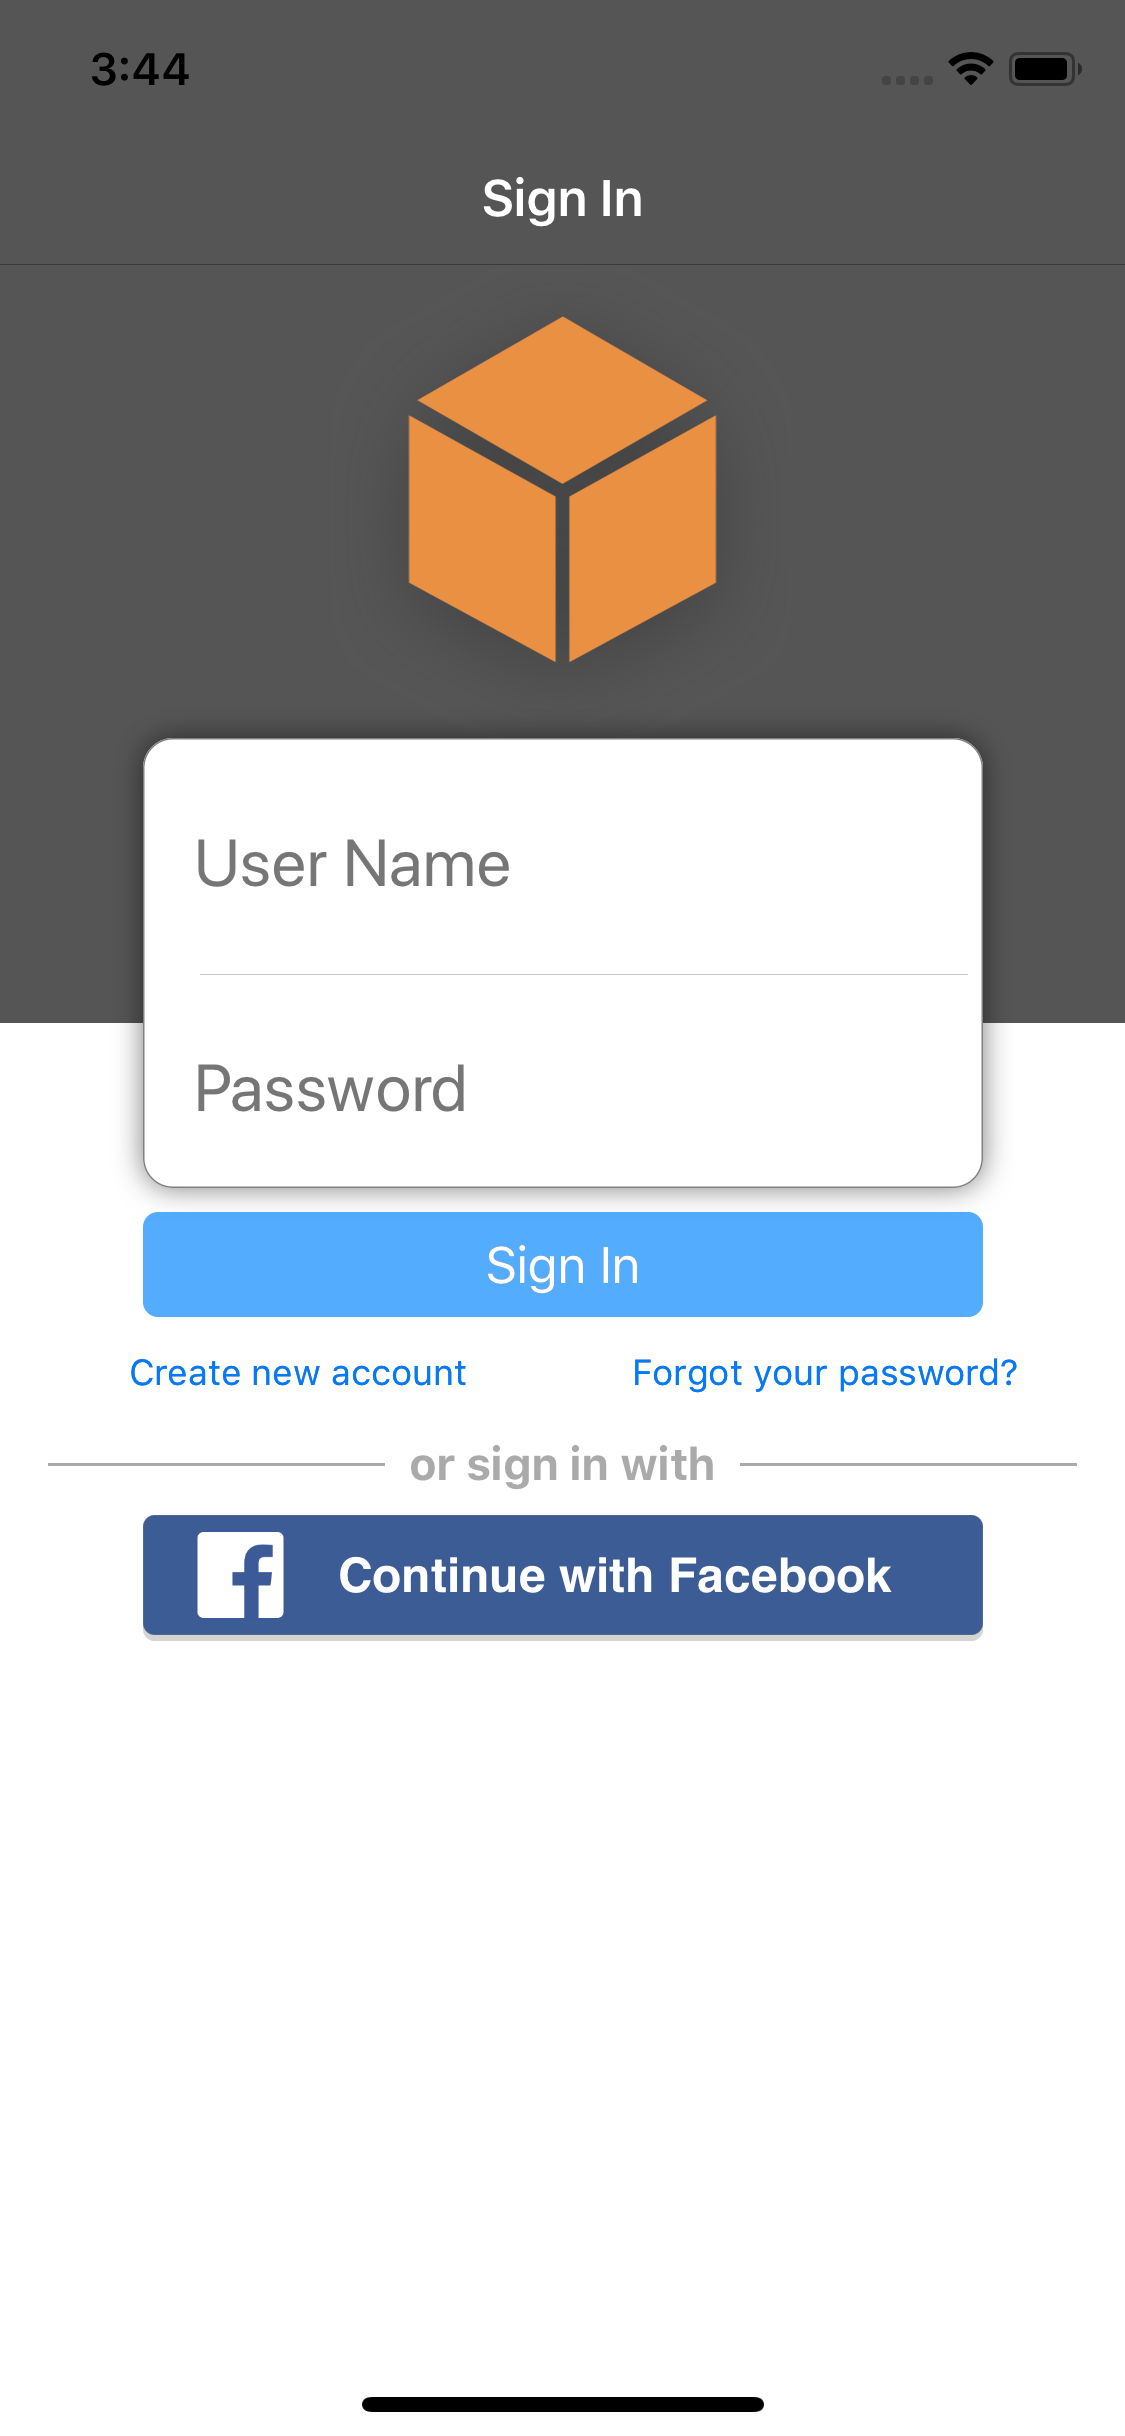 3:44
Sign In
User Name
Password
Sign In
Create new account
Forgot your password?
or sign in with
Continue with Facebook